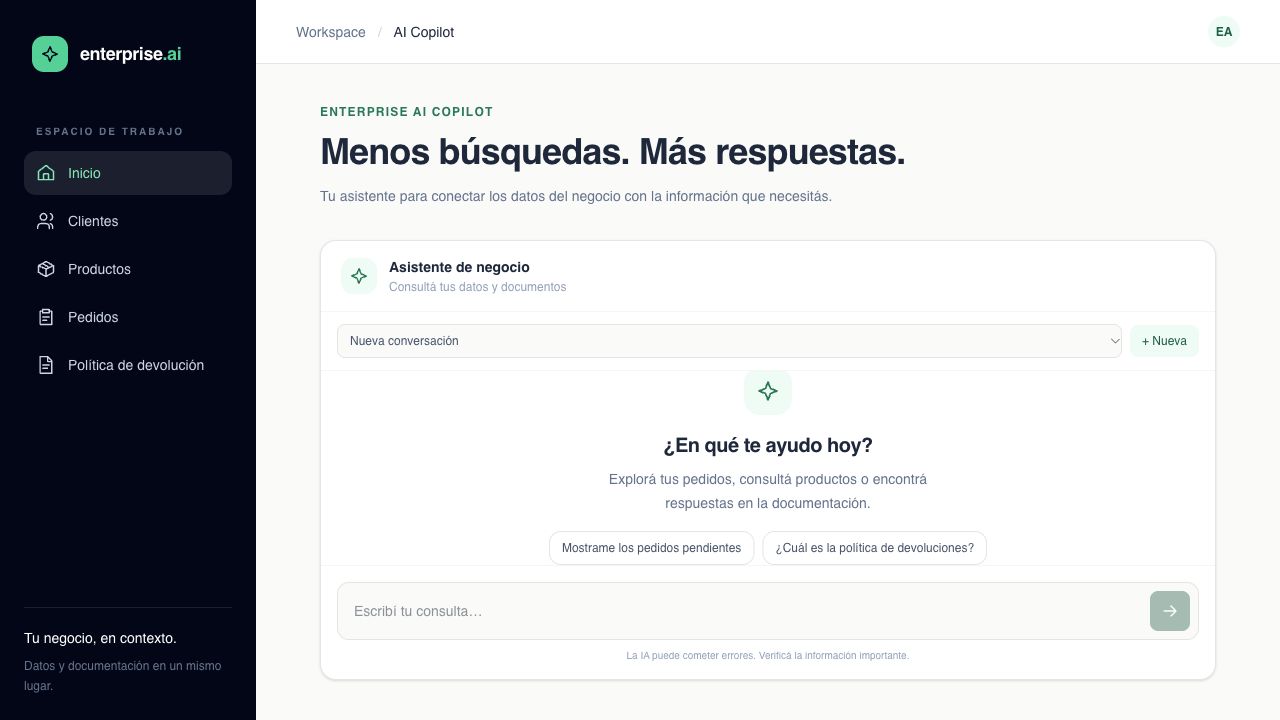 enterprise.ai
ESPACIO DE TRABAJO
Inicio
Clientes
Productos
Pedidos
Política de devolución
Tu negocio, en contexto.
Datos y documentación en un mismo
lugar.
Workspace / AI Copilot
EA
ENTERPRISE AI COPILOT
Menos búsquedas. Más respuestas.
Tu asistente para conectar los datos del negocio con la información que necesitás.
Asistente de negocio
Consultá tus datos y documentos
Nueva conversación
+ Nueva
¿En qué te ayudo hoy?
Explorá tus pedidos, consultá productos o encontrá
respuestas en la documentación.
Mostrame los pedidos pendientes
¿Cuál es la política de devoluciones?
Escribí tu consulta…
La IA puede cometer errores. Verificá la información importante.